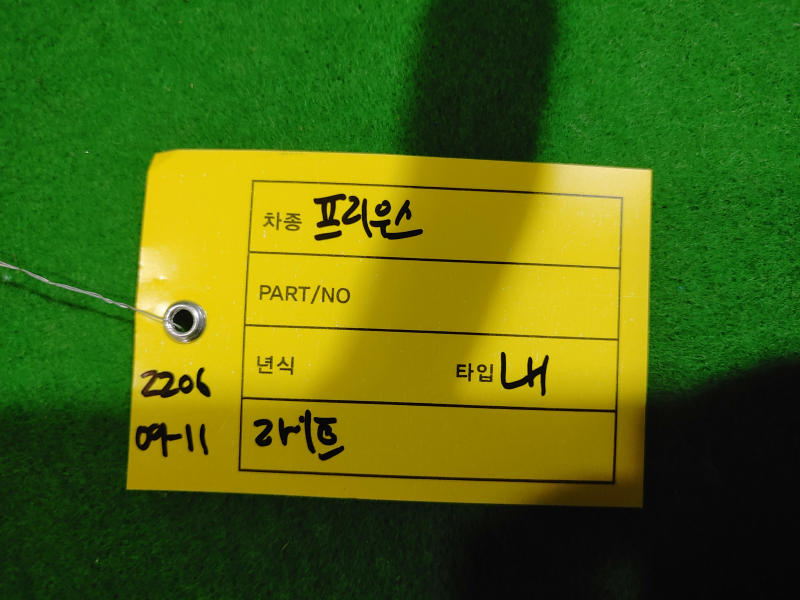 차종 프리우스
PART/NO
년식 타입 내
라이트
2206
09-11